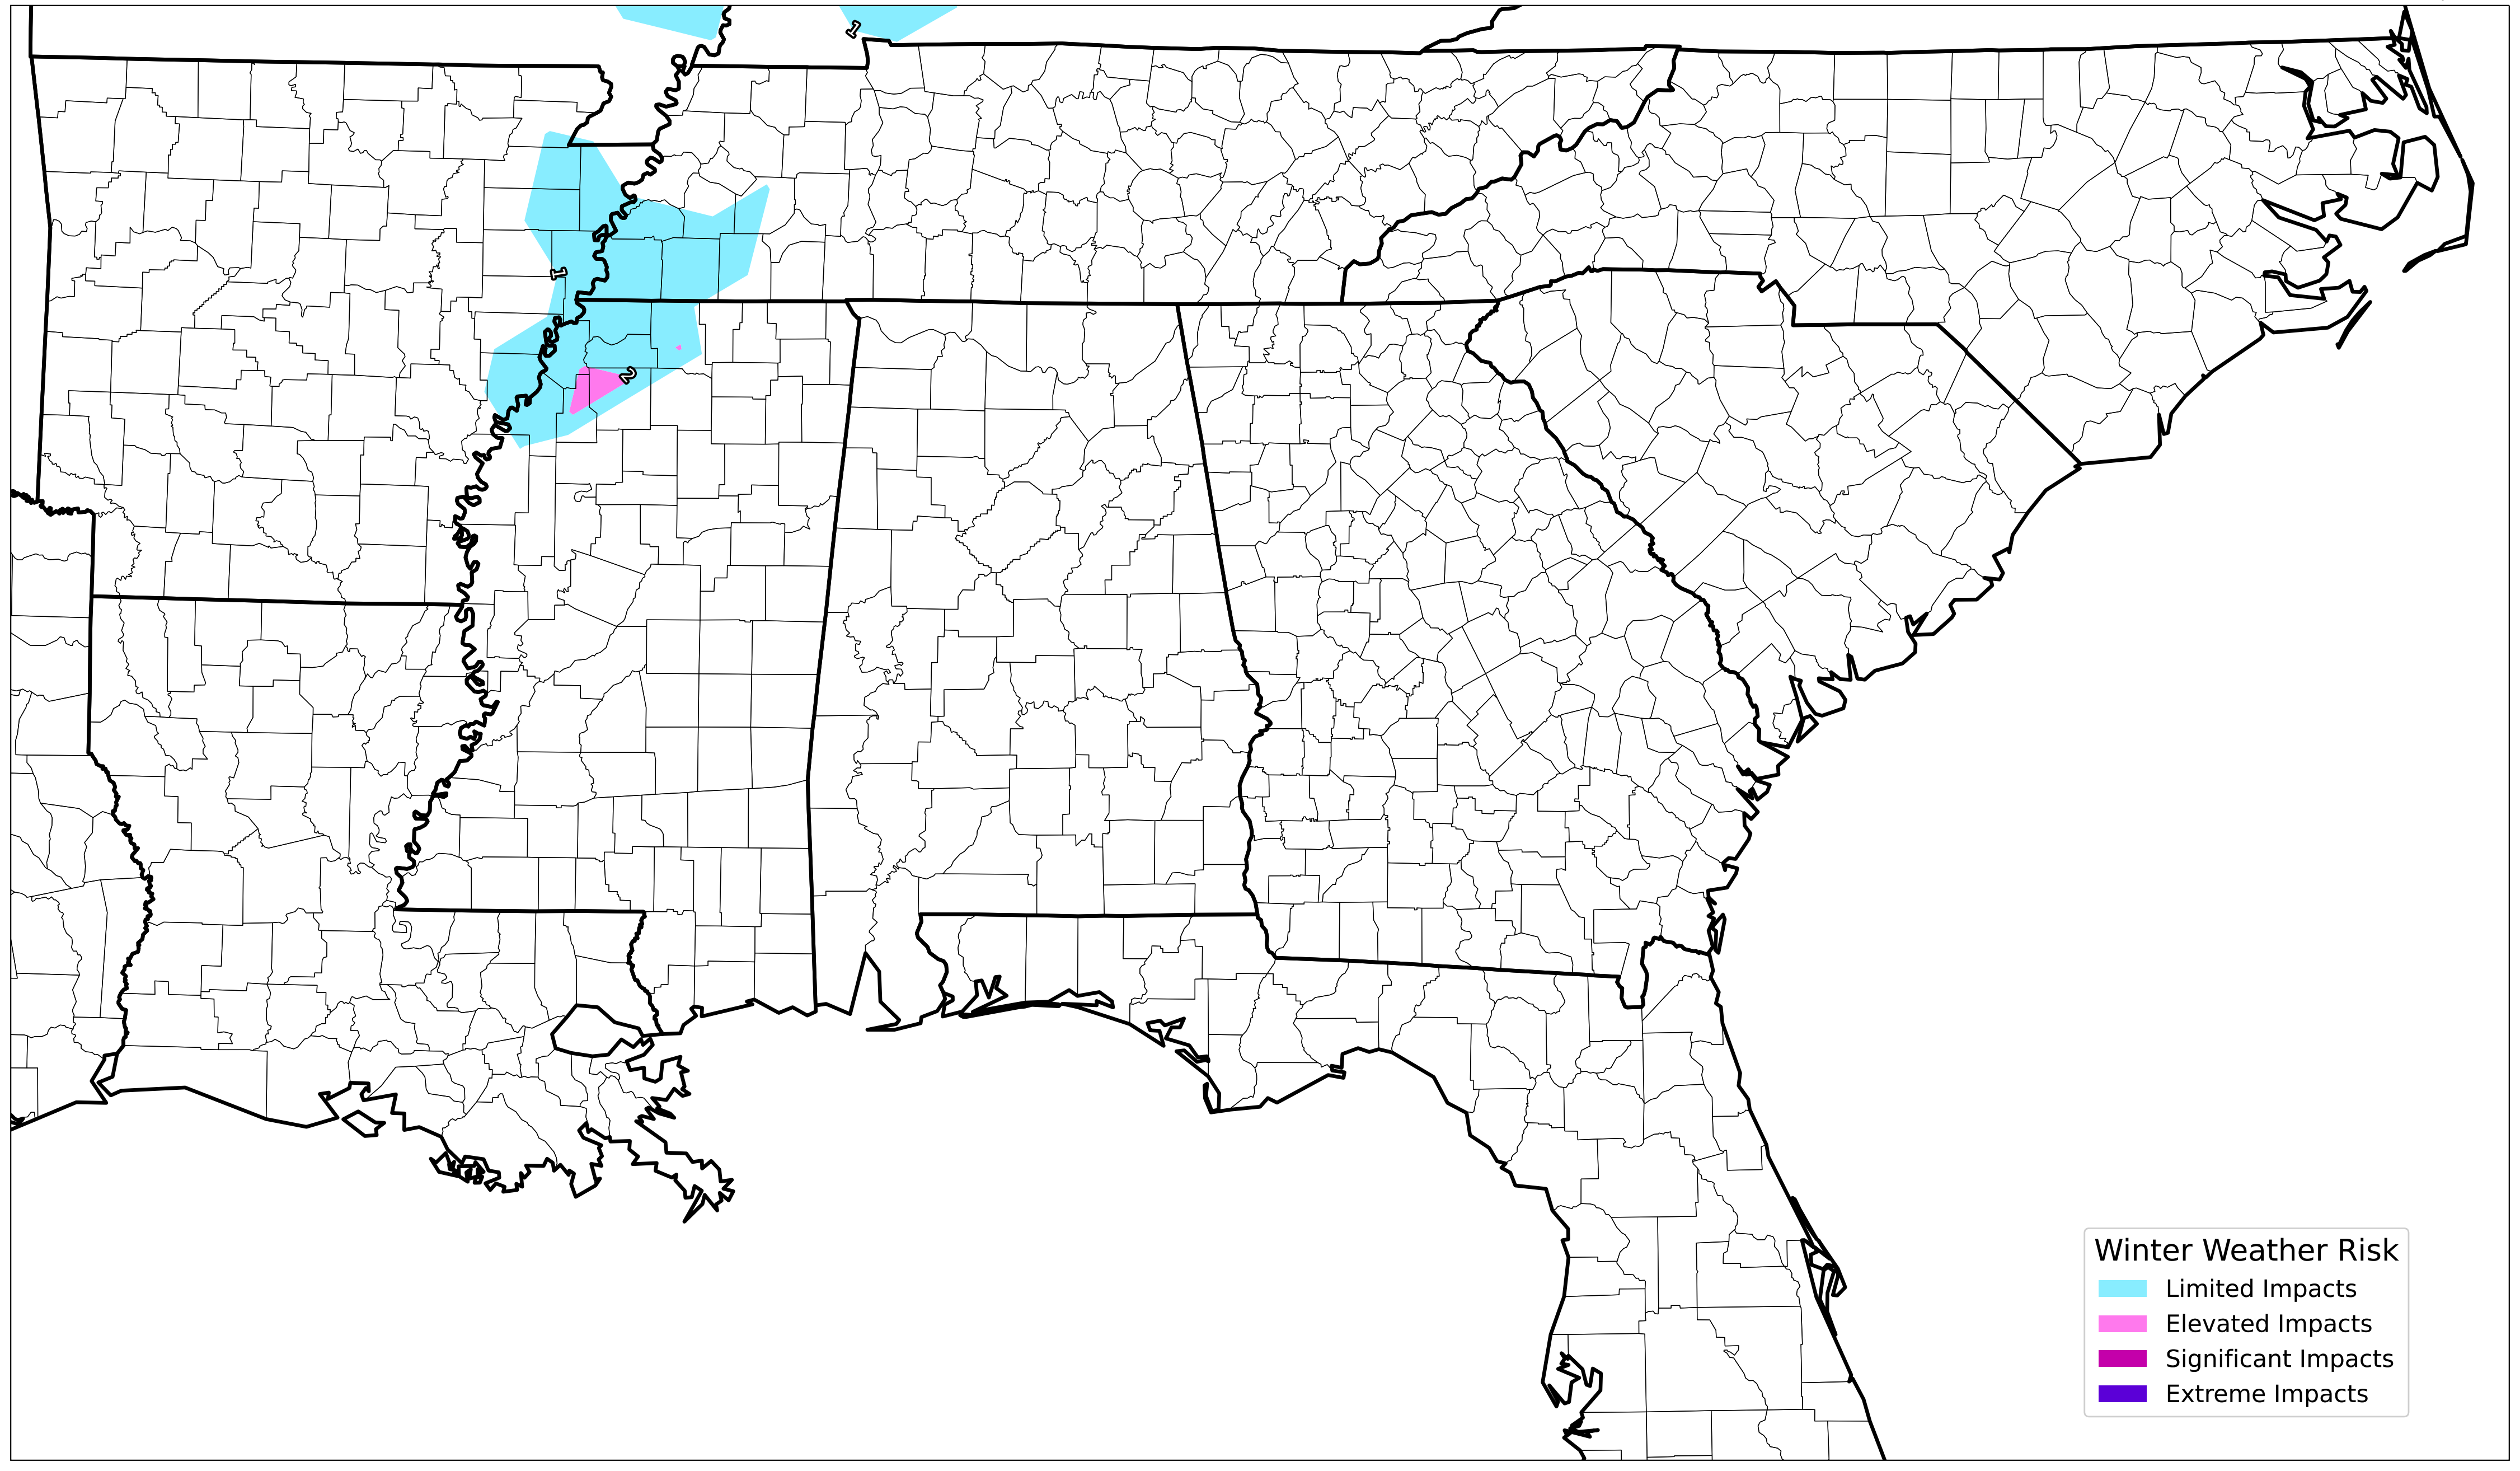 1
1
2
Winter Weather Risk
Limited Impacts
Elevated Impacts
Significant Impacts
Extreme Impacts